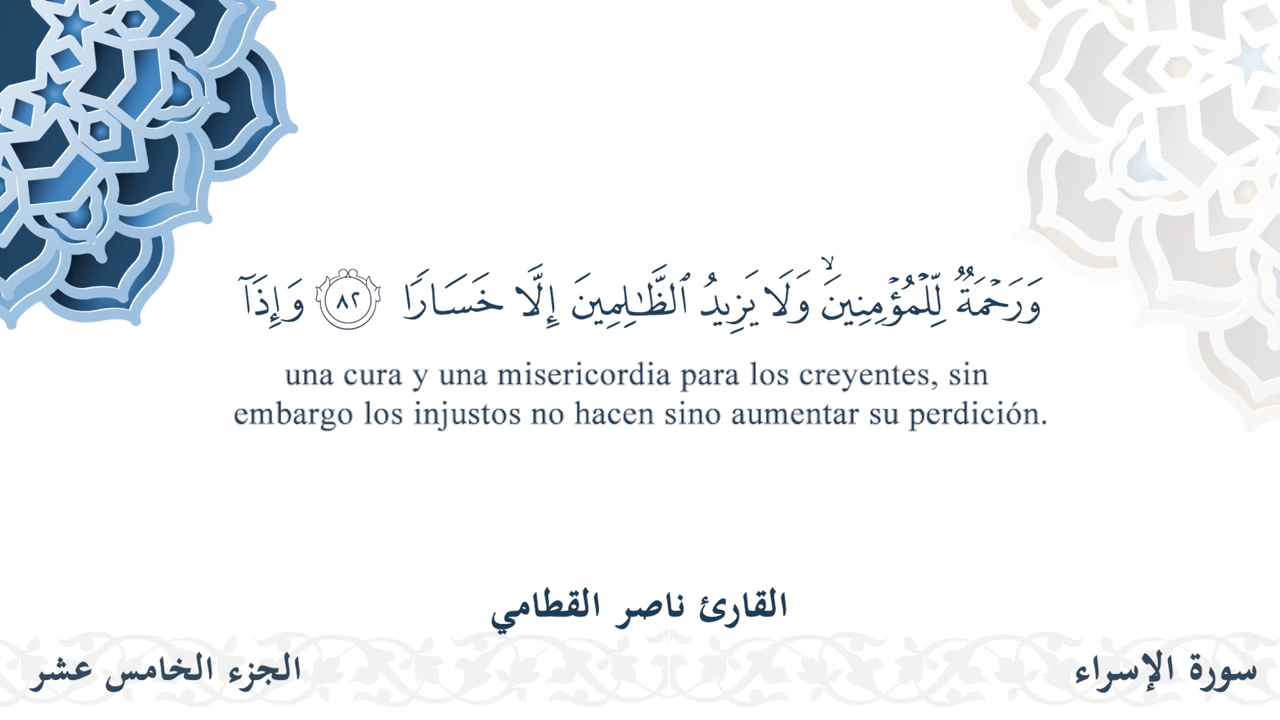 وَرَحْمَةٌ لِّلْمُؤْمِنِينَ ۙ وَلَا يَزِيدُ ٱلظَّـٰلِمِينَ إِلَّا خَسَارًا ٨٢ وَإِذَآ
una cura y una misericordia para los creyentes, sin
embargo los injustos no hacen sino aumentar su perdición.
القارئ ناصر القطامي
سورة الإسراء
الجزء الخامس عشر